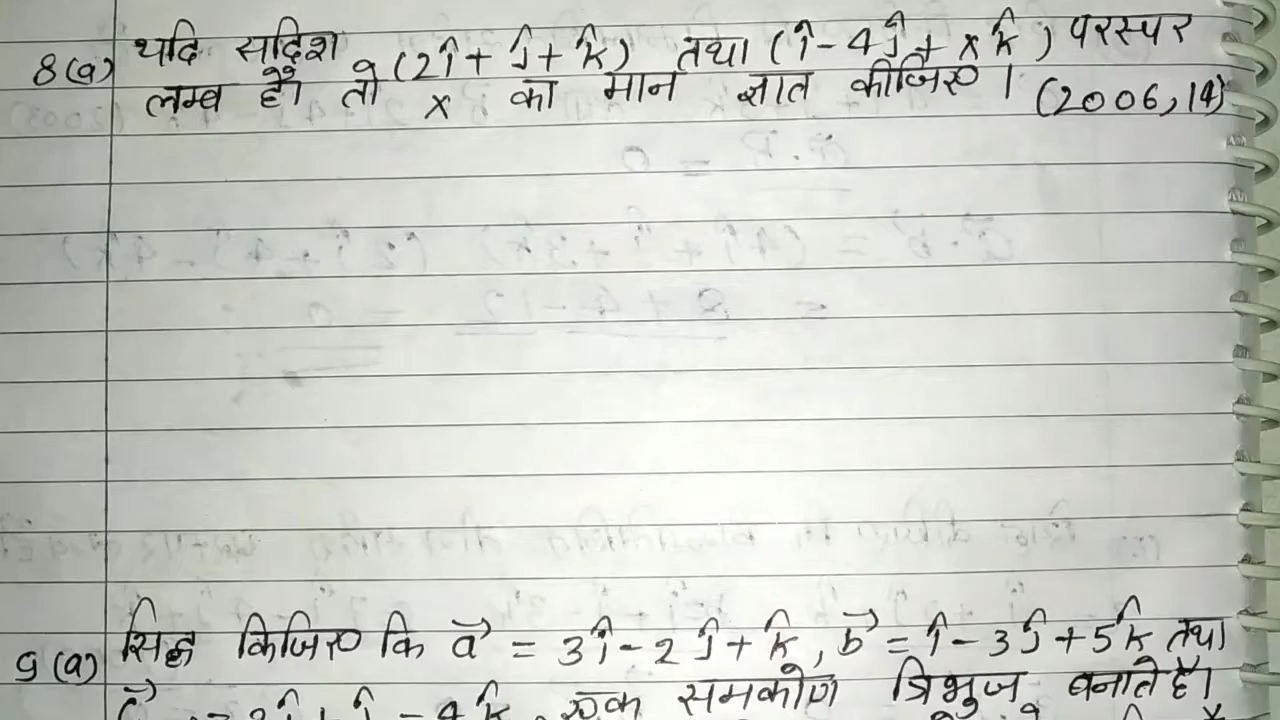 8(a) यदि सदिश (2î + ĵ + k̂) तथा (î - 4ĵ + x k̂) परस्पर
लम्ब हों तो x का मान ज्ञात कीजिए। (2006, 14)
9(a) सिद्ध किजिए कि a⃗ = 3î - 2ĵ + k̂, b⃗ = î - 3ĵ + 5k̂ तथा
ĵ - 4k̂ एक समकोण त्रिभुज बनाते है।